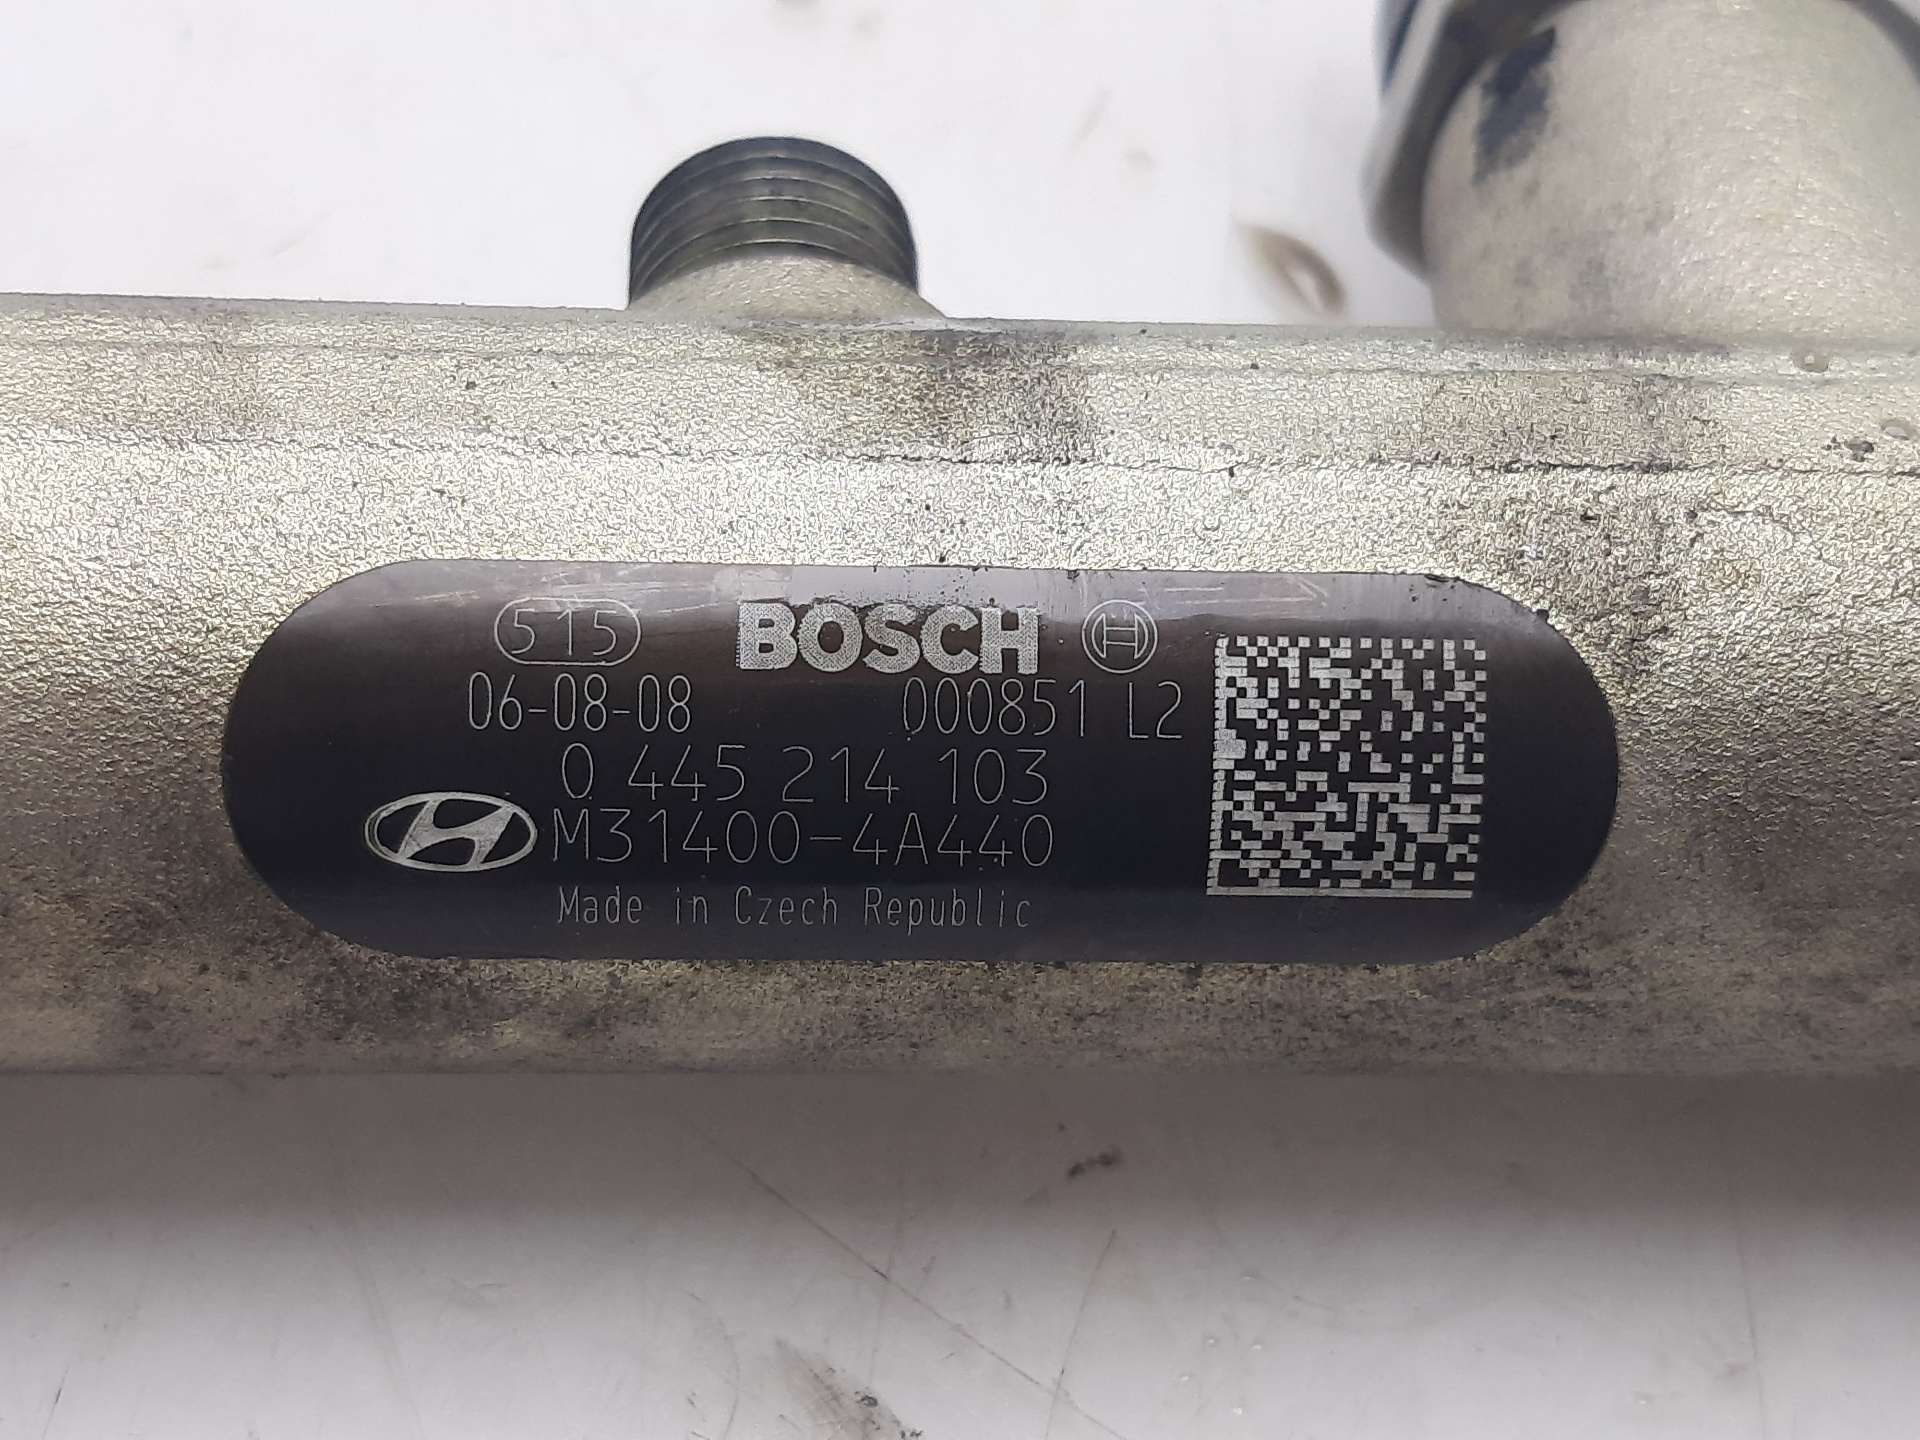 515 BOSCH
06-08-08 000851 L2
0 445 214 103
M31400-4A440
Made in Czech Republic